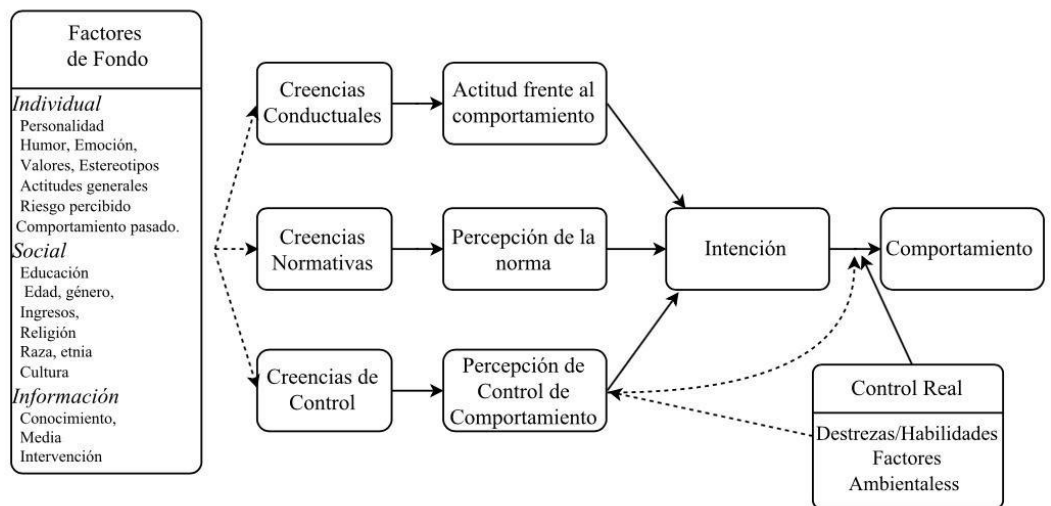 Factores
de Fondo
Individual
Personalidad
Humor, Emoción,
Valores, Estereotipos
Actitudes generales
Riesgo percibido
Comportamiento pasado.
Social
Educación
Edad, género,
Ingresos,
Religión
Raza, etnia
Cultura
Información
Conocimiento,
Media
Intervención
Creencias
Conductuales
Actitud frente al
comportamiento
Creencias
Normativas
Percepción de la
norma
Intención
Comportamiento
Creencias de
Control
Percepción de
Control de
Comportamiento
Control Real
Destrezas/Habilidades
Factores
Ambientaless